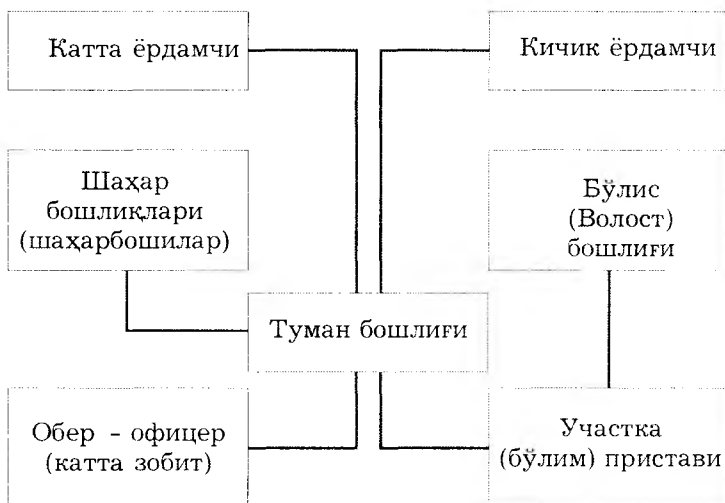 Катта ёрдамчи
Кичик ёрдамчи
Шаҳар
бошлиқлари
(шаҳарбошилар)
Бўлис
(Волост)
бошлиғи
Туман бошлиғи
Обер - офицер
(катта зобит)
Участка
(бўлим) пристави